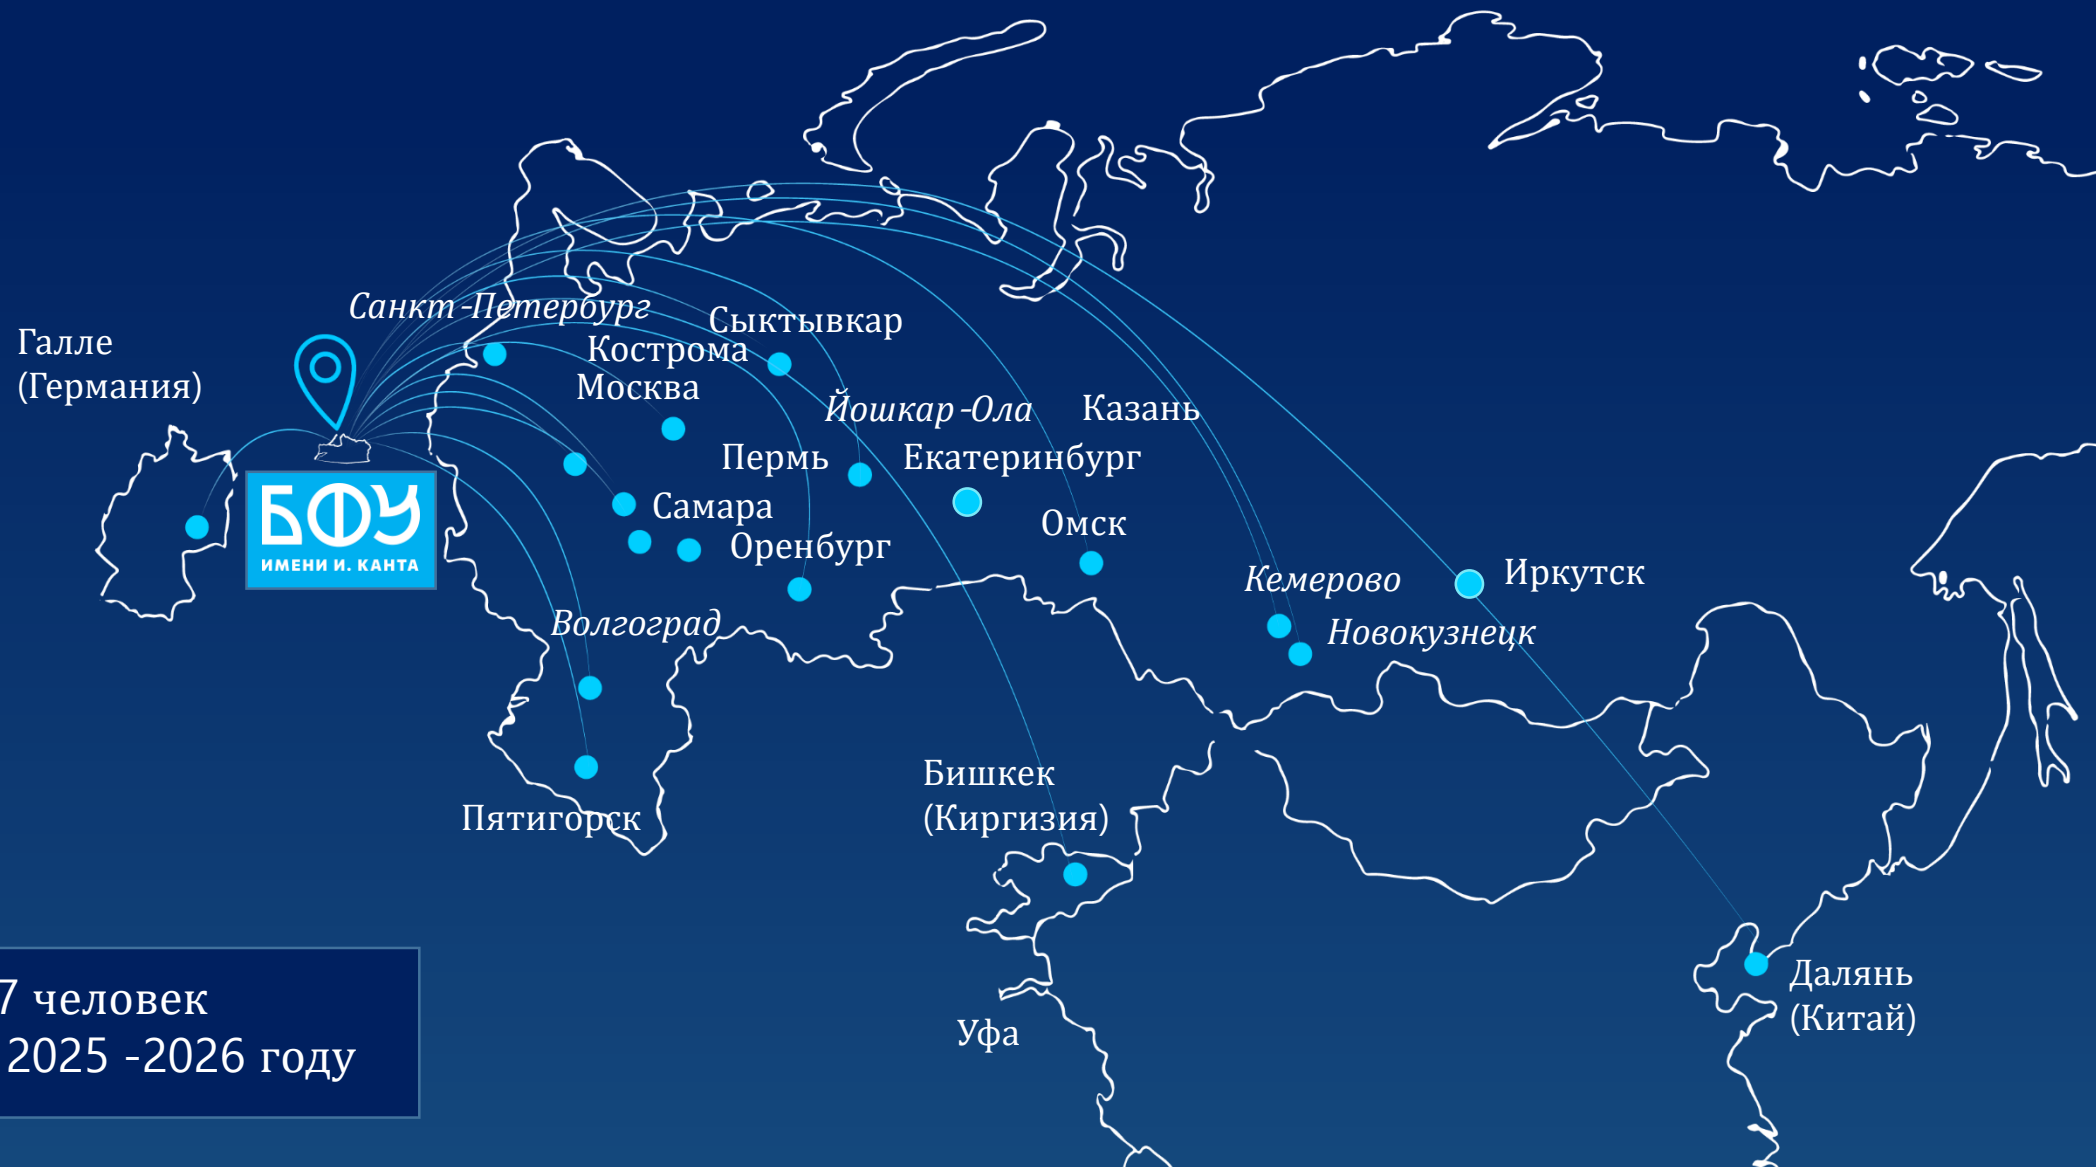 Санкт-Петербург
Сыктывкар
Галле
(Германия)
Кострома
Москва
Йошкар-Ола
Казань
Пермь
Екатеринбург
Самара
Омск
Оренбург
БФУ
ИМЕНИ И. КАНТА
Кемерово
Иркутск
Волгоград
Новокузнецк
Бишкек
(Киргизия)
Пятигорск
Далянь
(Китай)
Уфа
7 человек
2025 -2026 году